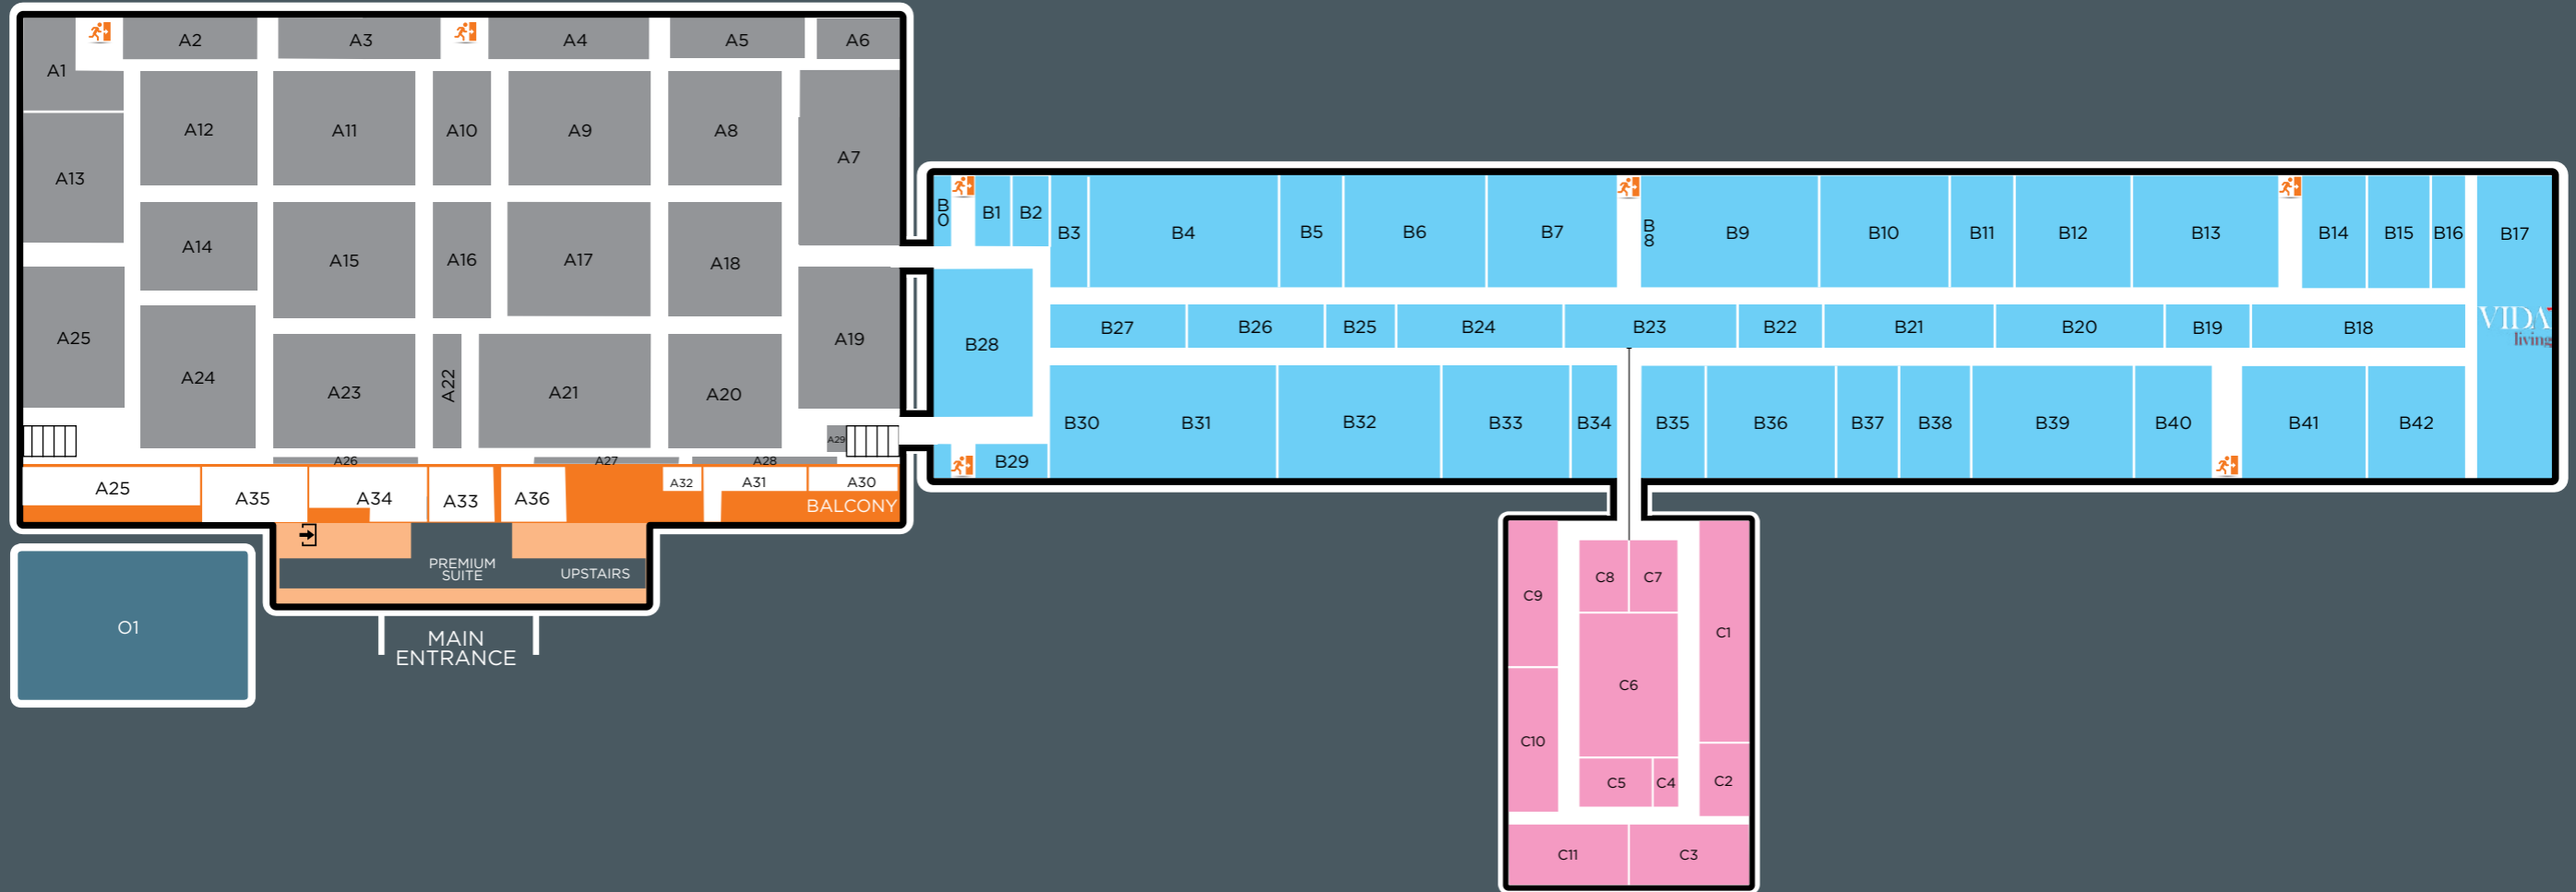 A1
A2
A3
A4
A5
A6
A12
A11
A10
A9
A8
A7
A13
A14
A15
A16
A17
A18
A25
A24
A23
A22
A21
A20
A19
A29
A26
A27
A28
A25
A35
A34
A33
A36
A32
A31
A30
BALCONY
PREMIUM
SUITE
UPSTAIRS
MAIN
ENTRANCE
O1
B
0
B1
B2
B3
B4
B5
B6
B7
B
8
B9
B10
B11
B12
B13
B14
B15
B16
B17
VIDA
living
B28
B27
B26
B25
B24
B23
B22
B21
B20
B19
B18
B29
B30
B31
B32
B33
B34
B35
B36
B37
B38
B39
B40
B41
B42
C9
C8
C7
C1
C6
C10
C5
C4
C2
C11
C3